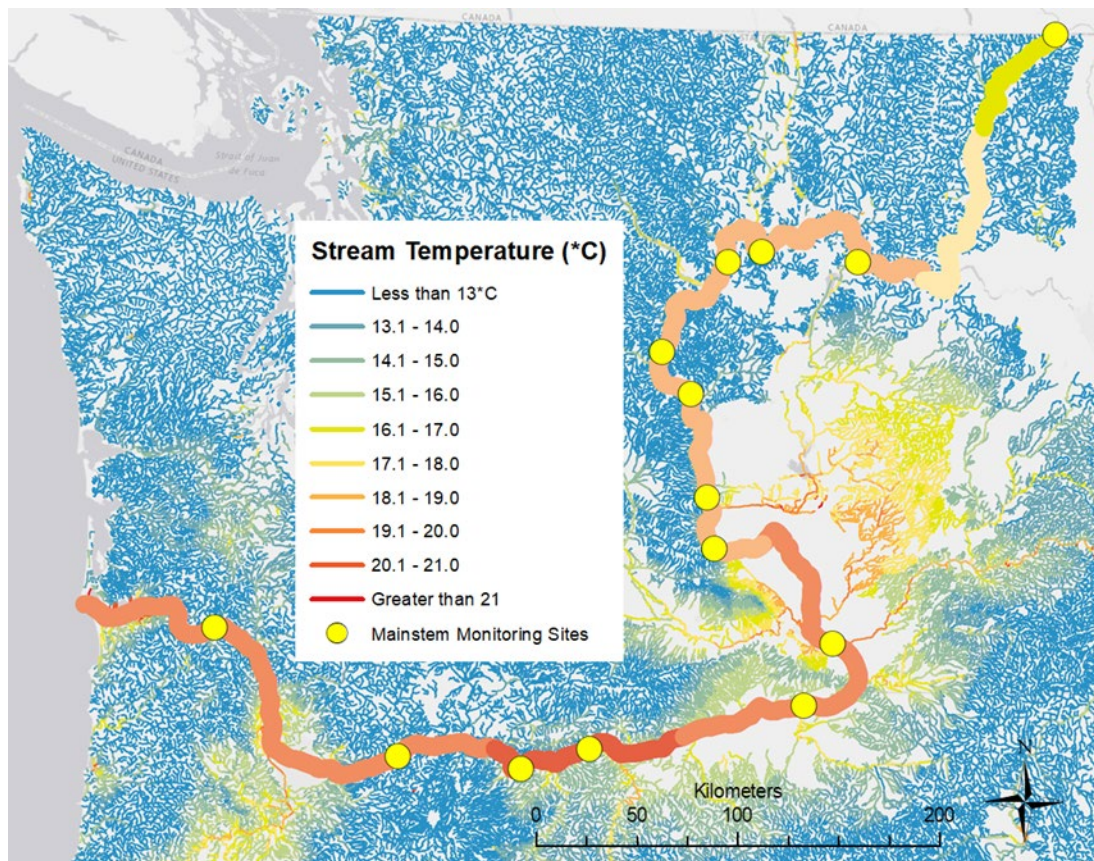 CANADA
CANADA
STATES
CANADA
UNITED STATES
Strait of Juan
de Fuca
Stream Temperature (*C)
Less than 13*C
13.1 - 14.0
14.1 - 15.0
15.1 - 16.0
16.1 - 17.0
17.1 - 18.0
18.1 - 19.0
19.1 - 20.0
20.1 - 21.0
Greater than 21
Mainstem Monitoring Sites
N
Kilometers
0 50 100 200